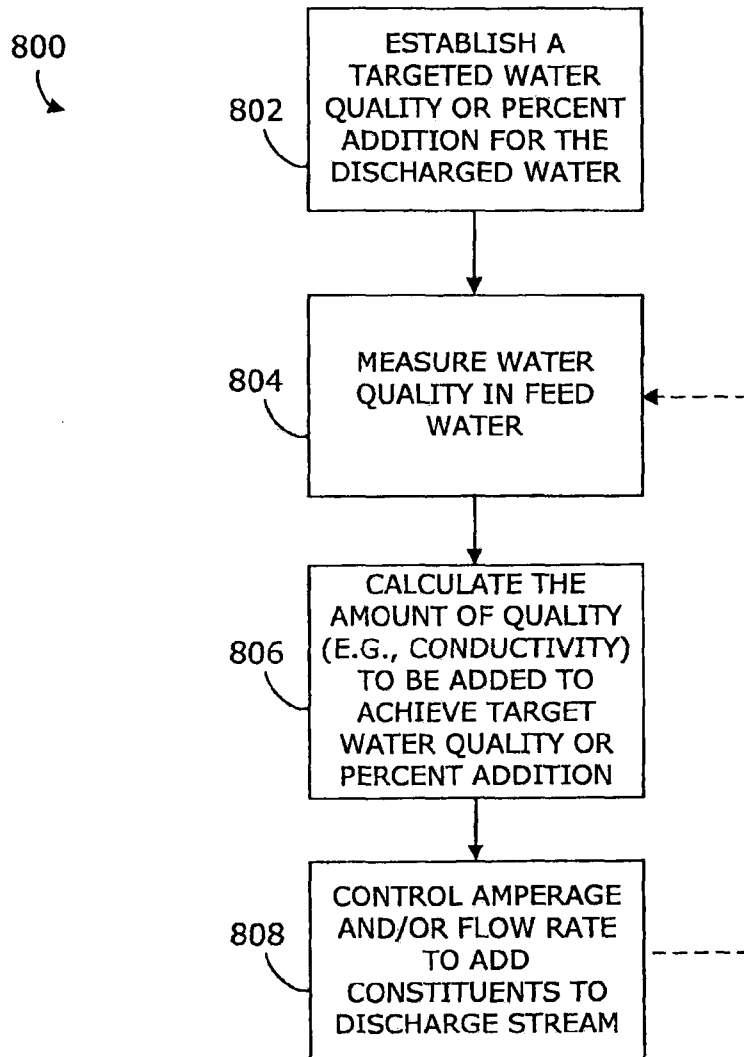 800
802
ESTABLISH A
TARGETED WATER
QUALITY OR PERCENT
ADDITION FOR THE
DISCHARGED WATER
804
MEASURE WATER
QUALITY IN FEED
WATER
806
CALCULATE THE
AMOUNT OF QUALITY
(E.G., CONDUCTIVITY)
TO BE ADDED TO
ACHIEVE TARGET
WATER QUALITY OR
PERCENT ADDITION
808
CONTROL AMPERAGE
AND/OR FLOW RATE
TO ADD
CONSTITUENTS TO
DISCHARGE STREAM